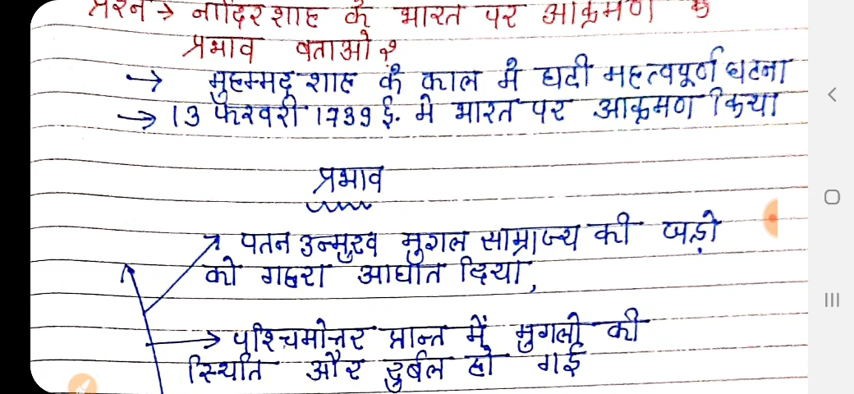 प्रश्न → नादिरशाह के भारत पर आक्रमण के
प्रभाव बताओ ?
→ मुहम्मद शाह के काल में घटी महत्वपूर्ण घटना
→ 13 फरवरी 1739 ई. में भारत पर आक्रमण किया
प्रभाव
पतन उन्मुख मुगल साम्राज्य की जड़ो
को गहरा आघात दिया,
→ पश्चिमोत्तर प्रान्त में मुगलो की
स्थिति और दुर्बल हो गई